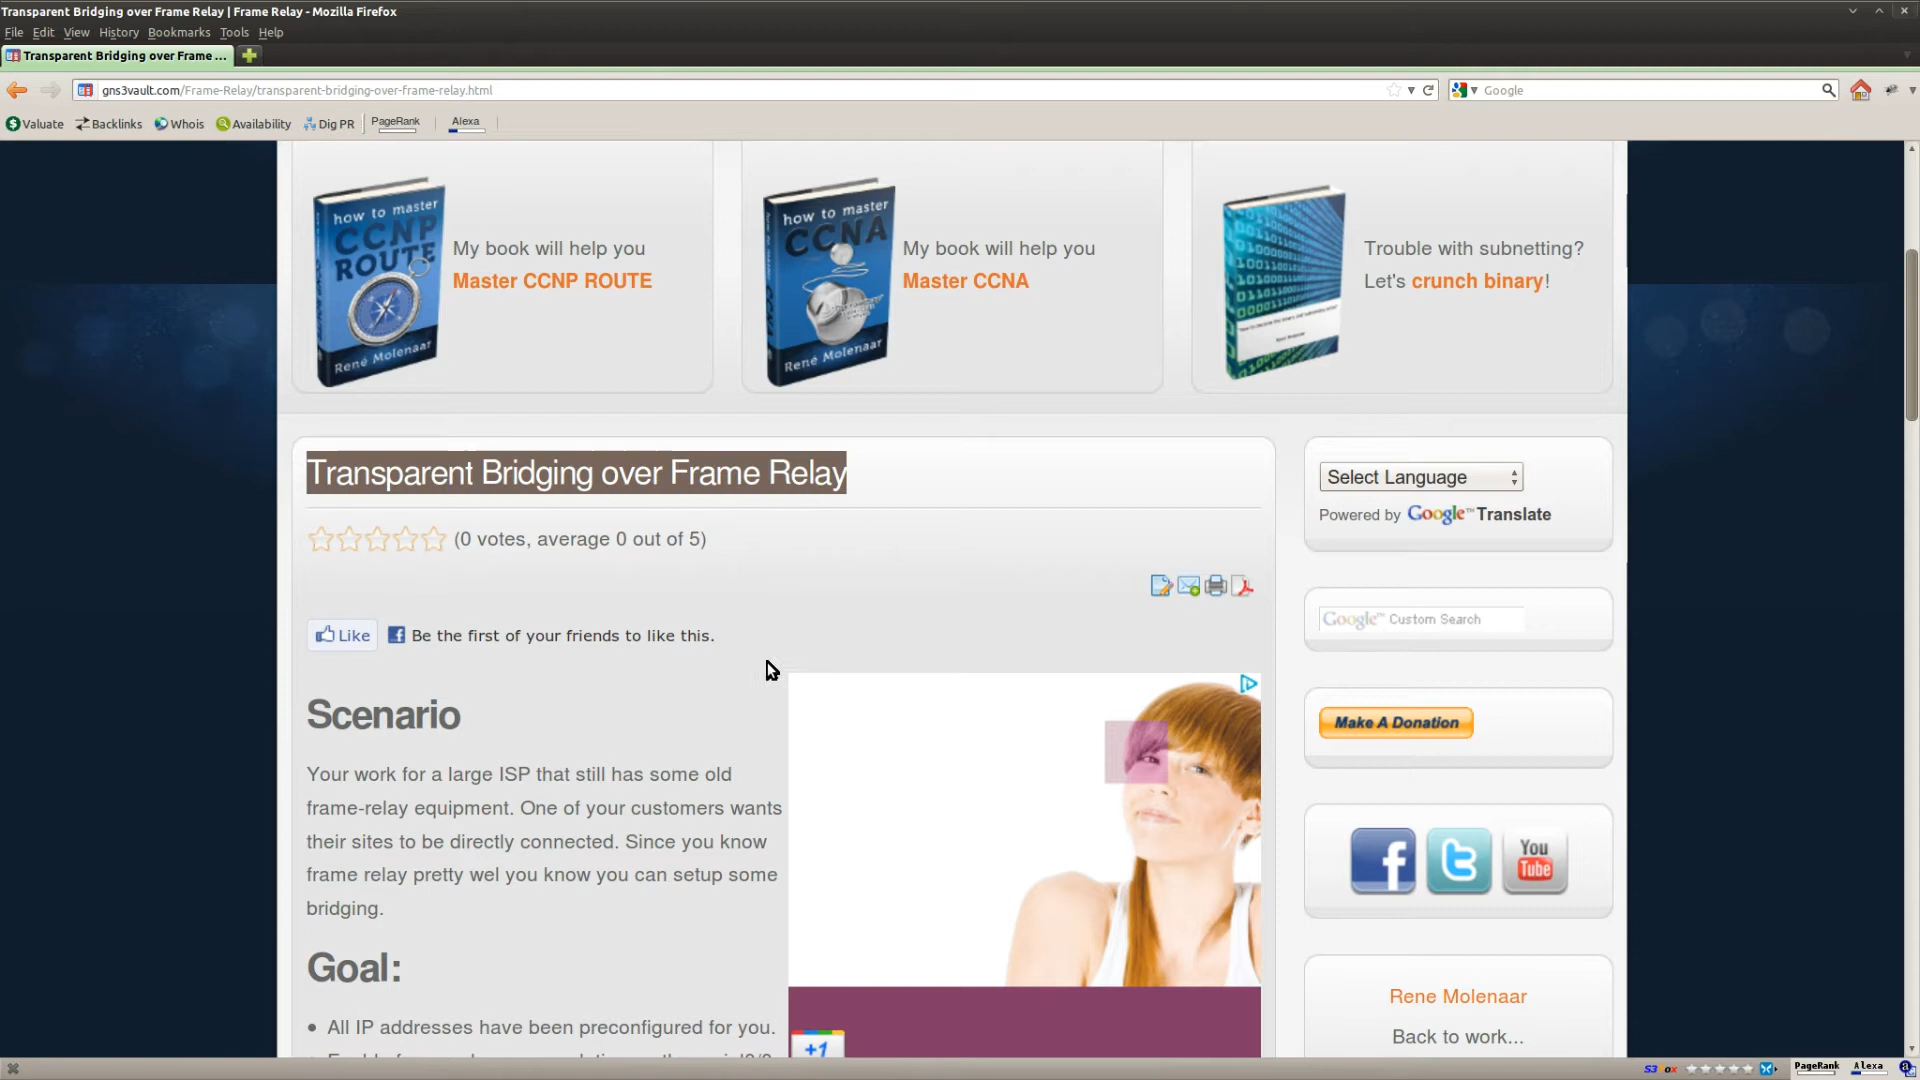 Transparent Bridging over Frame Relay | Frame Relay - Mozilla Firefox
File Edit View History Bookmarks Tools Help
Transparent Bridging over Frame ...
gns3vault.com/Frame-Relay/transparent-bridging-over-frame-relay.html
Google
Valuate Backlinks Whois Availability Dig PR PageRank Alexa
how to master
CCNP
ROUTE
René Molenaar
My book will help you
Master CCNP ROUTE
how to master
CCNA
René Molenaar
My book will help you
Master CCNA
Trouble with subnetting?
Let's crunch binary!
Transparent Bridging over Frame Relay
(0 votes, average 0 out of 5)
Like Be the first of your friends to like this.
Scenario
Your work for a large ISP that still has some old
frame-relay equipment. One of your customers wants
their sites to be directly connected. Since you know
frame relay pretty wel you know you can setup some
bridging.
Goal:
All IP addresses have been preconfigured for you.
+1
Select Language
Powered by Google™ Translate
Google™ Custom Search
Make A Donation
You
Tube
Rene Molenaar
Back to work...
S3 PageRank Alexa